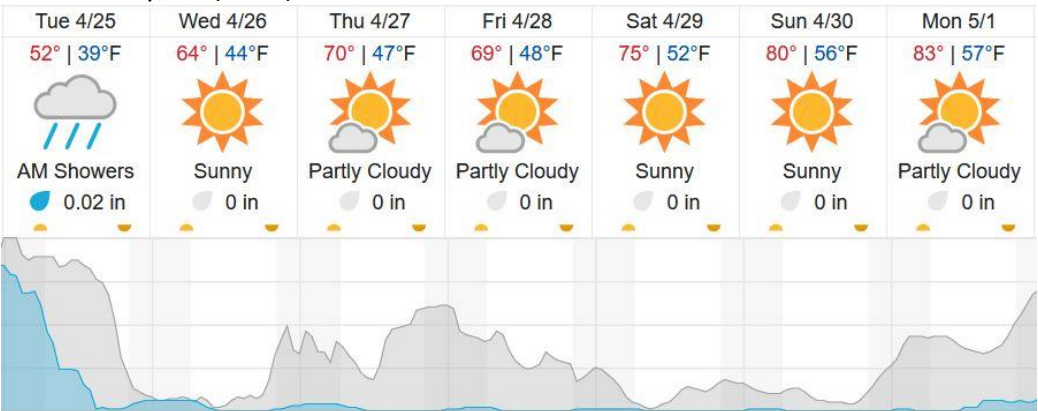 Tue 4/25 Wed 4/26 Thu 4/27 Fri 4/28 Sat 4/29 Sun 4/30 Mon 5/1
52° | 39°F 64° | 44°F 70° | 47°F 69° | 48°F 75° | 52°F 80° | 56°F 83° | 57°F
AM Showers Sunny Partly Cloudy Partly Cloudy Sunny Sunny Partly Cloudy
0.02 in 0 in 0 in 0 in 0 in 0 in 0 in